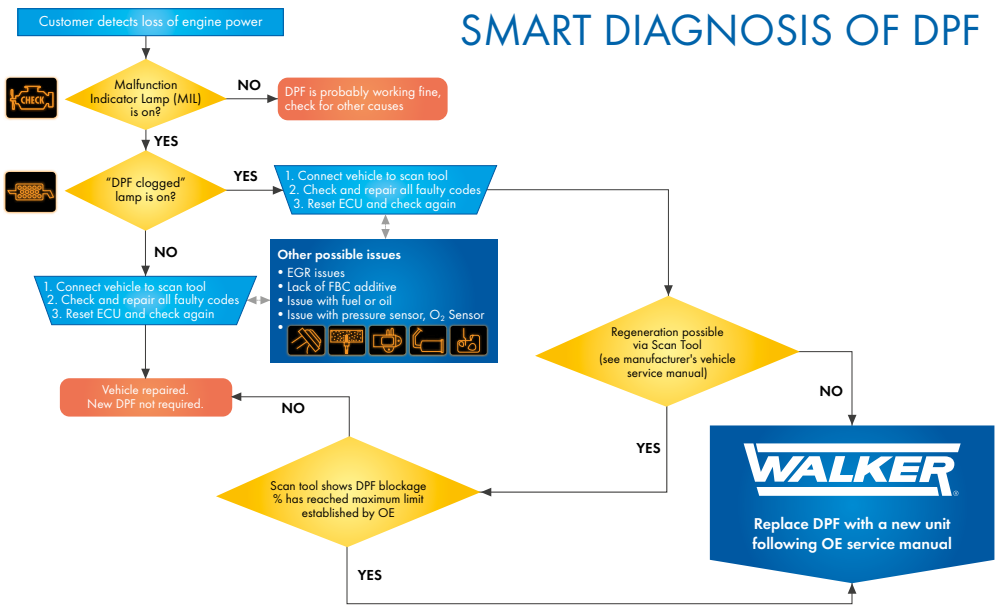 SMART DIAGNOSIS OF DPF
Customer detects loss of engine power
CHECK
Malfunction
Indicator Lamp (MIL)
is on?
NO
DPF is probably working fine,
check for other causes
YES
“DPF clogged”
lamp is on?
YES
1. Connect vehicle to scan tool
2. Check and repair all faulty codes
3. Reset ECU and check again
NO
1. Connect vehicle to scan tool
2. Check and repair all faulty codes
3. Reset ECU and check again
Other possible issues
• EGR issues
• Lack of FBC additive
• Issue with fuel or oil
• Issue with pressure sensor, O₂ Sensor
•
Regeneration possible
via Scan Tool
(see manufacturer's vehicle
service manual)
NO
YES
Vehicle repaired.
New DPF not required.
NO
Scan tool shows DPF blockage
% has reached maximum limit
established by OE
YES
WALKER®
Replace DPF with a new unit
following OE service manual